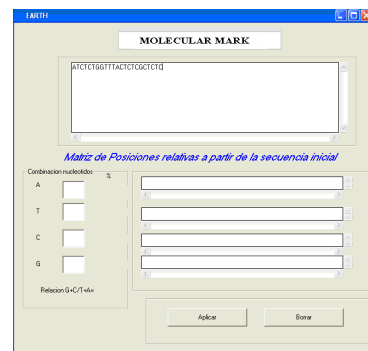 EARTH
MOLECULAR MARK
ATCTCTGGTTTACTCTCGCTCTC
Matriz de Posiciones relativas a partir de la secuencia inicial
Combinacion nucleotidos
%
A
T
C
G
Relacion G+C/T+A=
Aplicar
Borrar